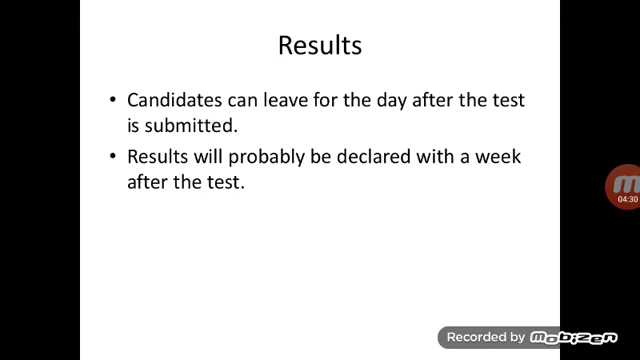 Results
• Candidates can leave for the day after the test
is submitted.
• Results will probably be declared with a week
after the test.
04:30
Recorded by mobizen